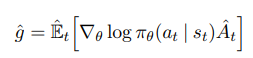 ĝ = Ê_t [ ∇_θ log π_θ(a_t | s_t) Â_t ]